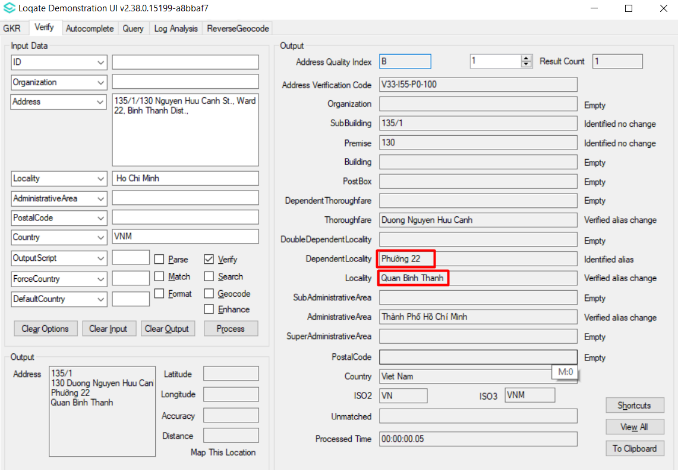 Loqate Demonstration UI v2.38.0.15199-a8bbaf7
GKR Verify Autocomplete Query Log Analysis ReverseGeocode
Input Data
ID
Organization
Address 135/1/130 Nguyen Huu Canh St., Ward
22, Binh Thanh Dist.,
Locality Ho Chi Minh
AdministrativeArea
PostalCode
Country VNM
OutputScript Parse Verify
ForceCountry Match Search
DefaultCountry Format Geocode
Enhance
Clear Options Clear Input Clear Output Process
Output
Address 135/1
130 Duong Nguyen Huu Can
Phường 22
Quan Binh Thanh
Latitude
Longitude
Accuracy
Distance
Map This Location
Output
Address Quality Index B 1 Result Count 1
Address Verification Code V33-I55-P0-100
Organization Empty
SubBuilding 135/1 Identified no change
Premise 130 Identified no change
Building Empty
PostBox Empty
DependentThoroughfare Empty
Thoroughfare Duong Nguyen Huu Canh Verified alias change
DoubleDependentLocality Empty
DependentLocality Phường 22 Identified alias
Locality Quan Binh Thanh Verified alias change
SubAdministrativeArea Empty
AdministrativeArea Thành Phố Hồ Chí Minh Verified alias change
SuperAdministrativeArea Empty
PostalCode Empty
M:0
Country Viet Nam
ISO2 VN ISO3 VNM
Unmatched
Processed Time 00:00:00.05
Shortcuts
View All
To Clipboard